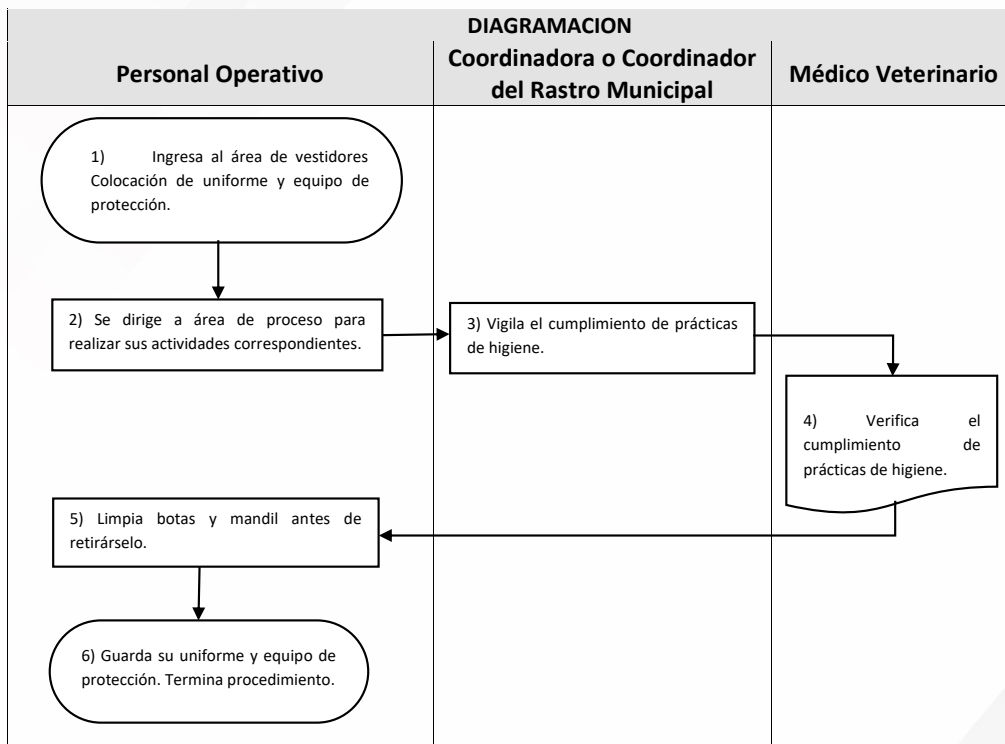 DIAGRAMACION
Personal Operativo
Coordinadora o Coordinador
del Rastro Municipal
Médico Veterinario
1) Ingresa al área de vestidores
Colocación de uniforme y equipo de
protección.
2) Se dirige a área de proceso para
realizar sus actividades correspondientes.
3) Vigila el cumplimiento de prácticas
de higiene.
4) Verifica el
cumplimiento de
prácticas de higiene.
5) Limpia botas y mandil antes de
retirárselo.
6) Guarda su uniforme y equipo de
protección. Termina procedimiento.